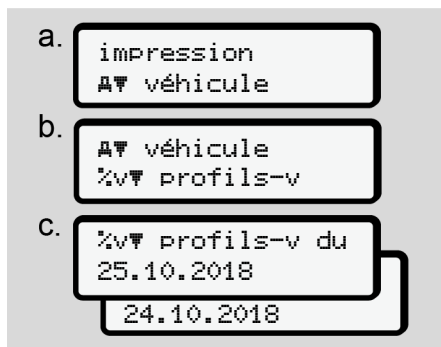 a.
impression
A▼ véhicule
b.
A▼ véhicule
%v▼ profils-v
c.
%v▼ profils-v du
25.10.2018
24.10.2018